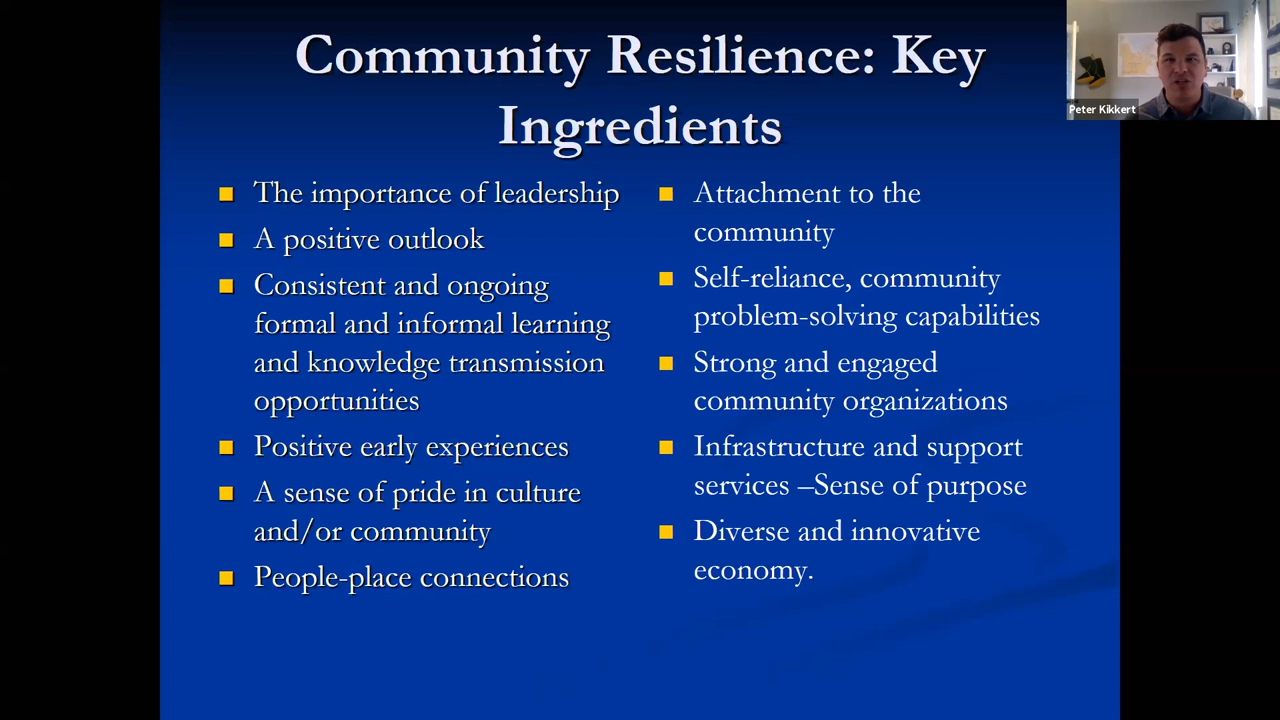 Community Resilience: Key
Ingredients
The importance of leadership
A positive outlook
Consistent and ongoing
formal and informal learning
and knowledge transmission
opportunities
Positive early experiences
A sense of pride in culture
and/or community
People-place connections
Attachment to the
community
Self-reliance, community
problem-solving capabilities
Strong and engaged
community organizations
Infrastructure and support
services –Sense of purpose
Diverse and innovative
economy.
Peter Kikkert